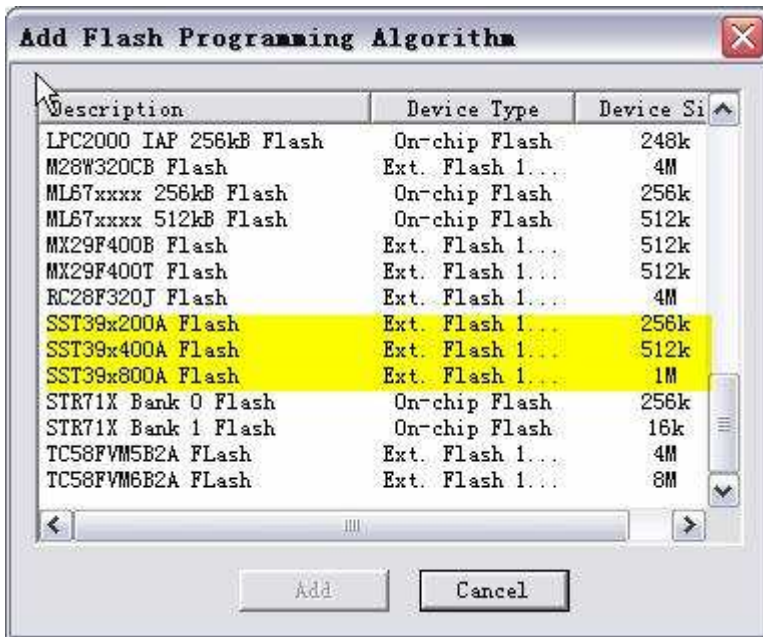 Add Flash Programming Algorithm
Description Device Type Device Si
LPC2000 IAP 256kB Flash On-chip Flash 248k
M28W320CB Flash Ext. Flash 1... 4M
ML67xxxx 256kB Flash On-chip Flash 256k
ML67xxxx 512kB Flash On-chip Flash 512k
MX29F400B Flash Ext. Flash 1... 512k
MX29F400T Flash Ext. Flash 1... 512k
RC28F320J Flash Ext. Flash 1... 4M
SST39x200A Flash Ext. Flash 1... 256k
SST39x400A Flash Ext. Flash 1... 512k
SST39x800A Flash Ext. Flash 1... 1M
STR71X Bank 0 Flash On-chip Flash 256k
STR71X Bank 1 Flash On-chip Flash 16k
TC58FVM5B2A FLash Ext. Flash 1... 4M
TC58FVM6B2A FLash Ext. Flash 1... 8M
Add Cancel